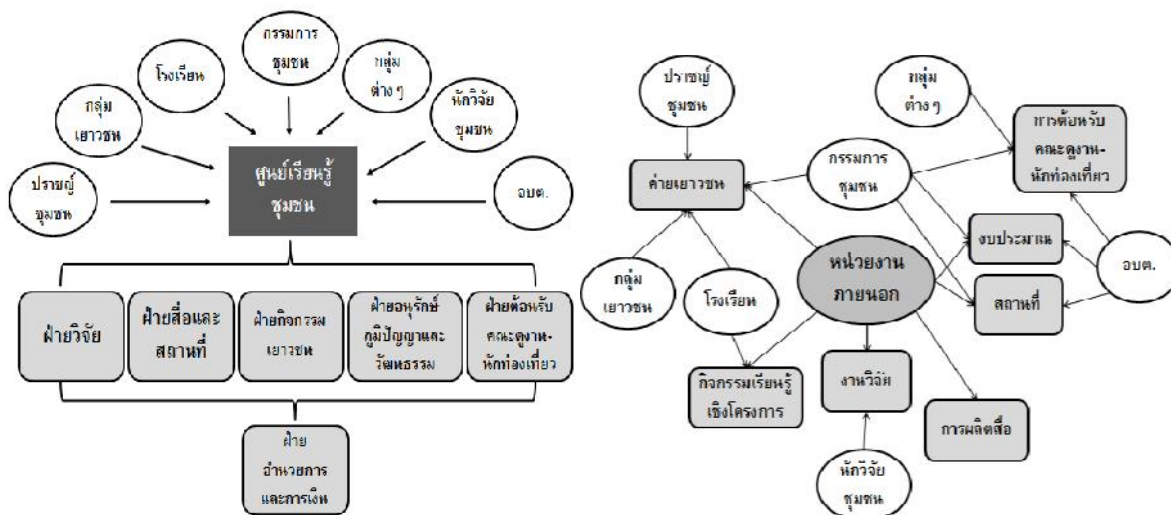 กรรมการ
ชุมชน
โรงเรียน
กลุ่ม
ต่างๆ
กลุ่ม
เยาวชน
นักวิจัย
ชุมชน
ปราชญ์
ชุมชน
ศูนย์เรียนรู้
ชุมชน
อบต.
ฝ่ายวิจัย
ฝ่ายสื่อและ
สถานที่
ฝ่ายกิจกรรม
เยาวชน
ฝ่ายอนุรักษ์
ภูมิปัญญาและ
วัฒนธรรม
ฝ่ายต้อนรับ
คณะดูงาน-
นักท่องเที่ยว
ฝ่าย
อำนวยการ
และการเงิน
ปราชญ์
ชุมชน
กลุ่ม
ต่างๆ
การต้อนรับ
คณะดูงาน-
นักท่องเที่ยว
กรรมการ
ชุมชน
ค่ายเยาวชน
งบประมาณ
อบต.
หน่วยงาน
ภายนอก
กลุ่ม
เยาวชน
โรงเรียน
สถานที่
กิจกรรมเรียนรู้
เชิงโครงการ
งานวิจัย
การผลิตสื่อ
นักวิจัย
ชุมชน